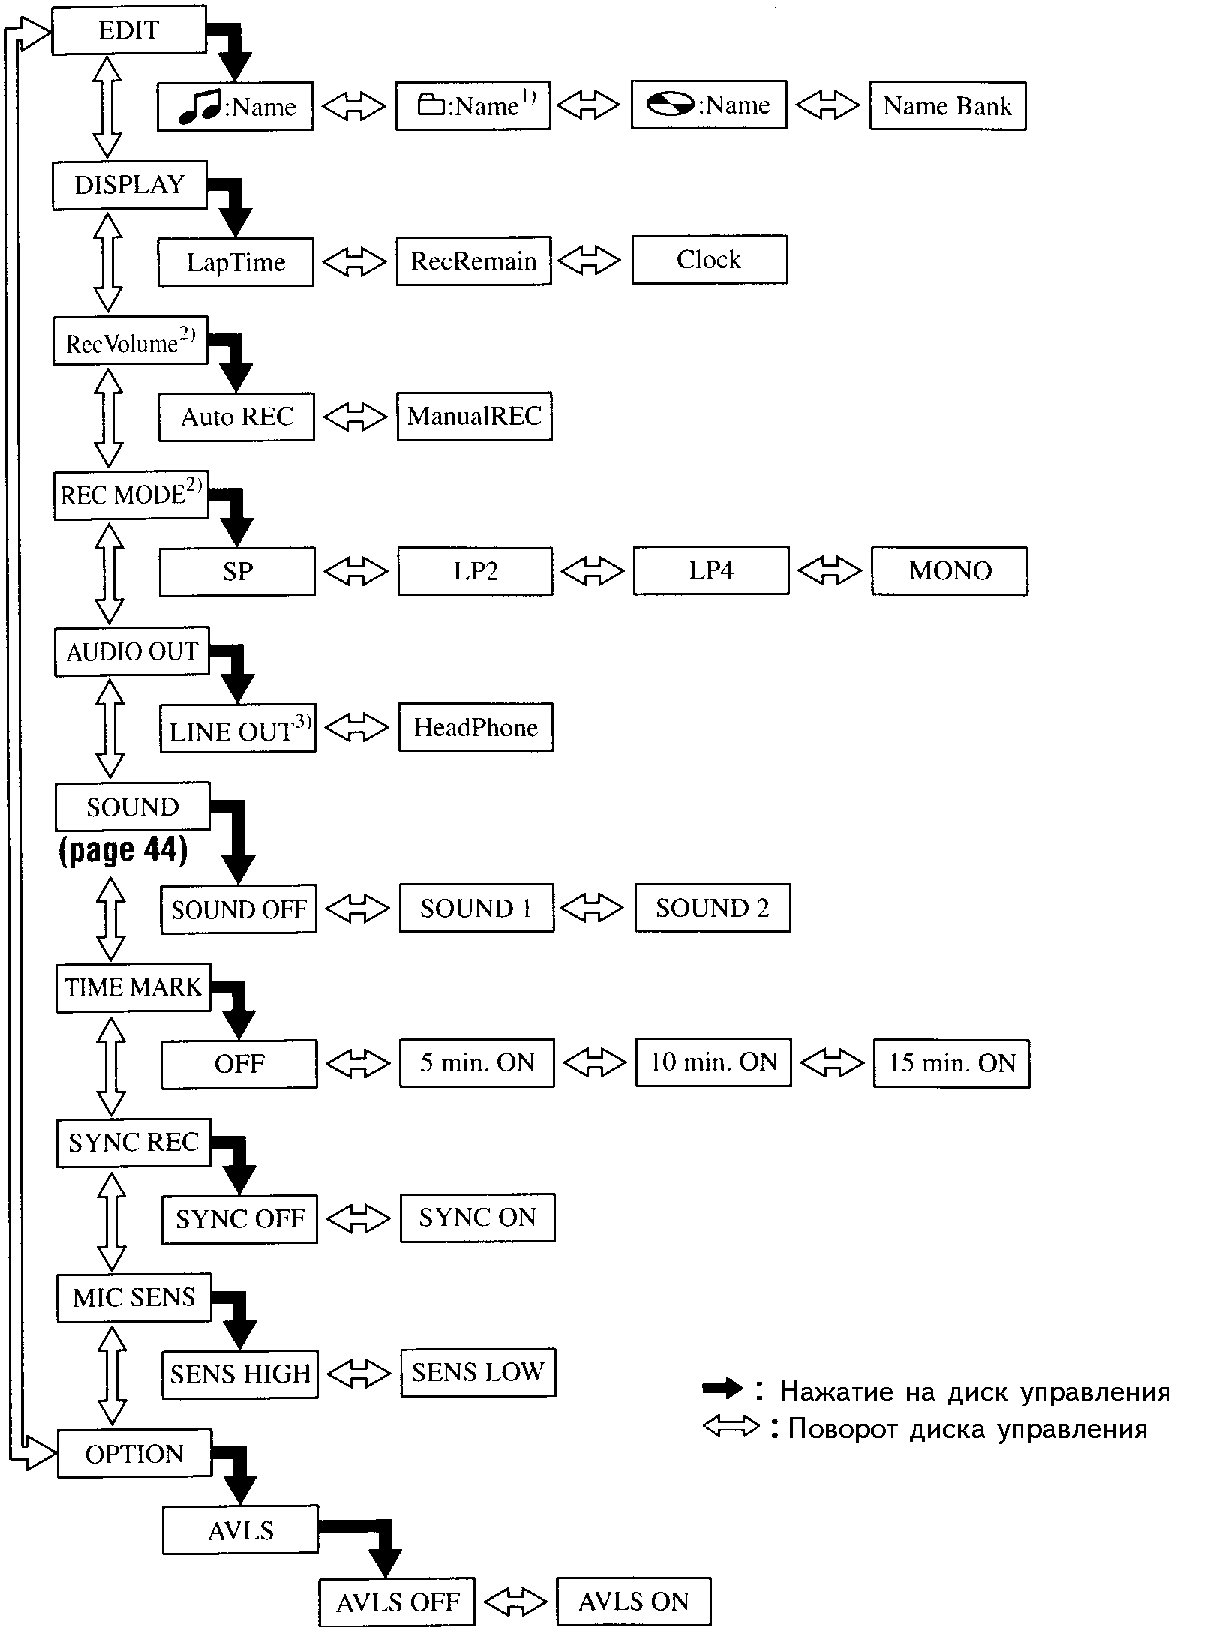 EDIT
:Name :Name1) :Name Name Bank
DISPLAY
LapTime RecRemain Clock
RecVolume2)
Auto REC ManualREC
REC MODE2)
SP LP2 LP4 MONO
AUDIO OUT
LINE OUT3) HeadPhone
SOUND
(page 44)
SOUND OFF SOUND 1 SOUND 2
TIME MARK
OFF 5 min. ON 10 min. ON 15 min. ON
SYNC REC
SYNC OFF SYNC ON
MIC SENS
SENS HIGH SENS LOW
: Нажатие на диск управления
: Поворот диска управления
OPTION
AVLS
AVLS OFF AVLS ON